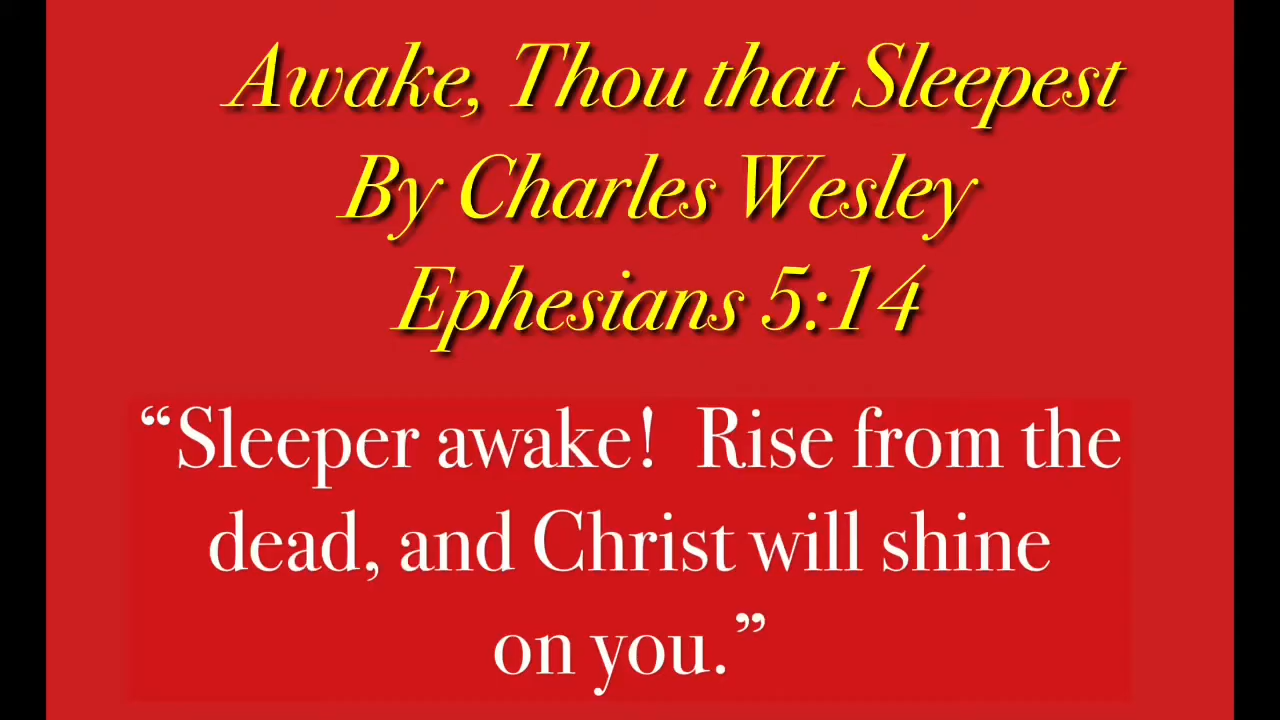 Awake, Thou that Sleepest
By Charles Wesley
Ephesians 5:14
“Sleeper awake!  Rise from the
dead, and Christ will shine
on you.”